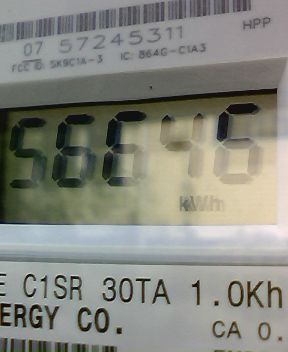 HPP
07 57245311
FCC ID: SK9C1A-3 IC: 864G-C1A3
56646
kWh
E C1SR 30TA 1.0Kh
ERGY CO.
CA 0.